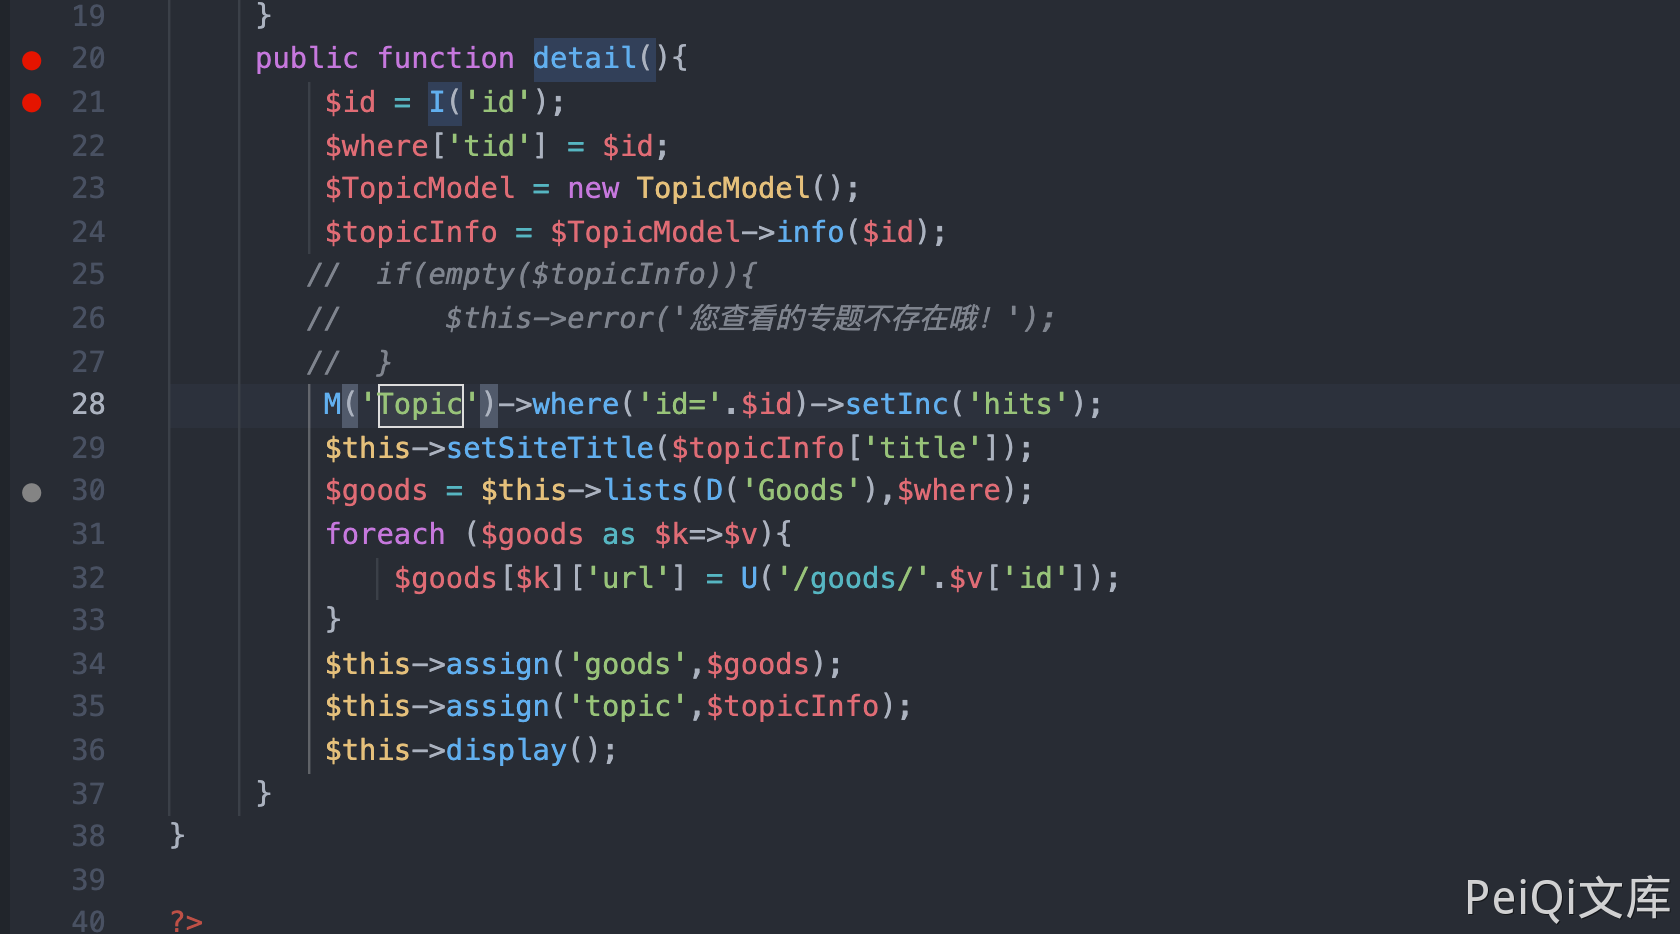 19 }
20 public function detail(){
21 $id = I('id');
22 $where['tid'] = $id;
23 $TopicModel = new TopicModel();
24 $topicInfo = $TopicModel->info($id);
25 // if(empty($topicInfo)){
26 // $this->error('您查看的专题不存在哦! ');
27 // }
28 M('Topic')->where('id='.$id)->setInc('hits');
29 $this->setSiteTitle($topicInfo['title']);
30 $goods = $this->lists(D('Goods'),$where);
31 foreach ($goods as $k=>$v){
32 $goods[$k]['url'] = U('/goods/'.$v['id']);
33 }
34 $this->assign('goods',$goods);
35 $this->assign('topic',$topicInfo);
36 $this->display();
37 }
38 }
39
40 ?>
PeiQi文库